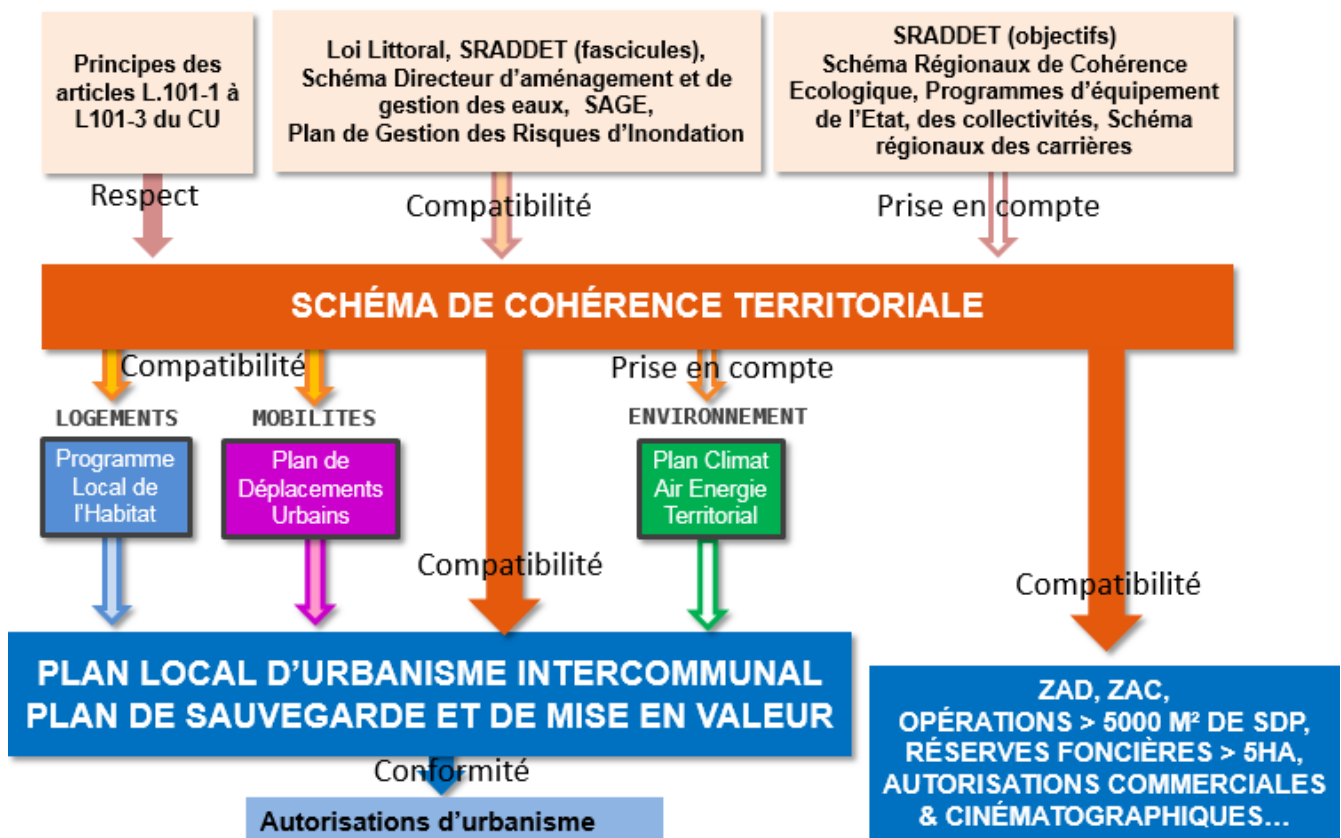 Principes des
articles L.101-1 à
L101-3 du CU
Loi Littoral, SRADDET (fascicules),
Schéma Directeur d’aménagement et de
gestion des eaux, SAGE,
Plan de Gestion des Risques d’Inondation
SRADDET (objectifs)
Schéma Régionaux de Cohérence
Ecologique, Programmes d’équipement
de l’Etat, des collectivités, Schéma
régionaux des carrières
Respect
Compatibilité
Prise en compte
SCHÉMA DE COHÉRENCE TERRITORIALE
Compatibilité
Prise en compte
LOGEMENTS
MOBILITES
ENVIRONNEMENT
Programme
Local de
l’Habitat
Plan de
Déplacements
Urbains
Plan Climat
Air Energie
Territorial
Compatibilité
Compatibilité
PLAN LOCAL D’URBANISME INTERCOMMUNAL
PLAN DE SAUVEGARDE ET DE MISE EN VALEUR
ZAD, ZAC,
OPÉRATIONS > 5000 M² DE SDP,
RÉSERVES FONCIÈRES > 5HA,
AUTORISATIONS COMMERCIALES
& CINÉMATOGRAPHIQUES…
Conformité
Autorisations d’urbanisme